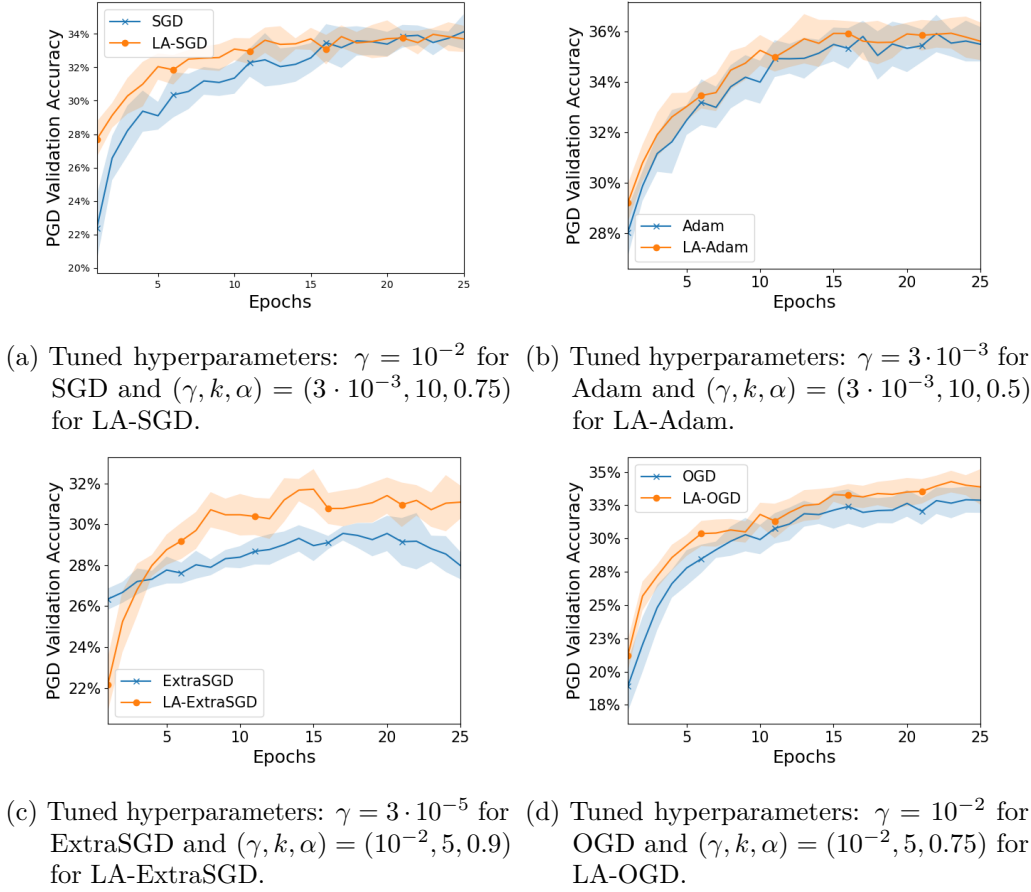 34%
32%
30%
28%
26%
24%
22%
20%
PGD Validation Accuracy
SGD
LA-SGD
5
10
15
20
25
Epochs
36%
34%
32%
30%
28%
PGD Validation Accuracy
Adam
LA-Adam
5
10
15
20
25
Epochs
(a) Tuned hyperparameters: γ = 10⁻² for
SGD and (γ, k, α) = (3 · 10⁻³, 10, 0.75)
for LA-SGD.
(b) Tuned hyperparameters: γ = 3 · 10⁻³ for
Adam and (γ, k, α) = (3 · 10⁻³, 10, 0.5)
for LA-Adam.
32%
30%
28%
26%
24%
22%
PGD Validation Accuracy
ExtraSGD
LA-ExtraSGD
5
10
15
20
25
Epochs
35%
33%
30%
28%
25%
23%
20%
18%
PGD Validation Accuracy
OGD
LA-OGD
5
10
15
20
25
Epochs
(c) Tuned hyperparameters: γ = 3 · 10⁻⁵ for
ExtraSGD and (γ, k, α) = (10⁻², 5, 0.9)
for LA-ExtraSGD.
(d) Tuned hyperparameters: γ = 10⁻² for
OGD and (γ, k, α) = (10⁻², 5, 0.75) for
LA-OGD.